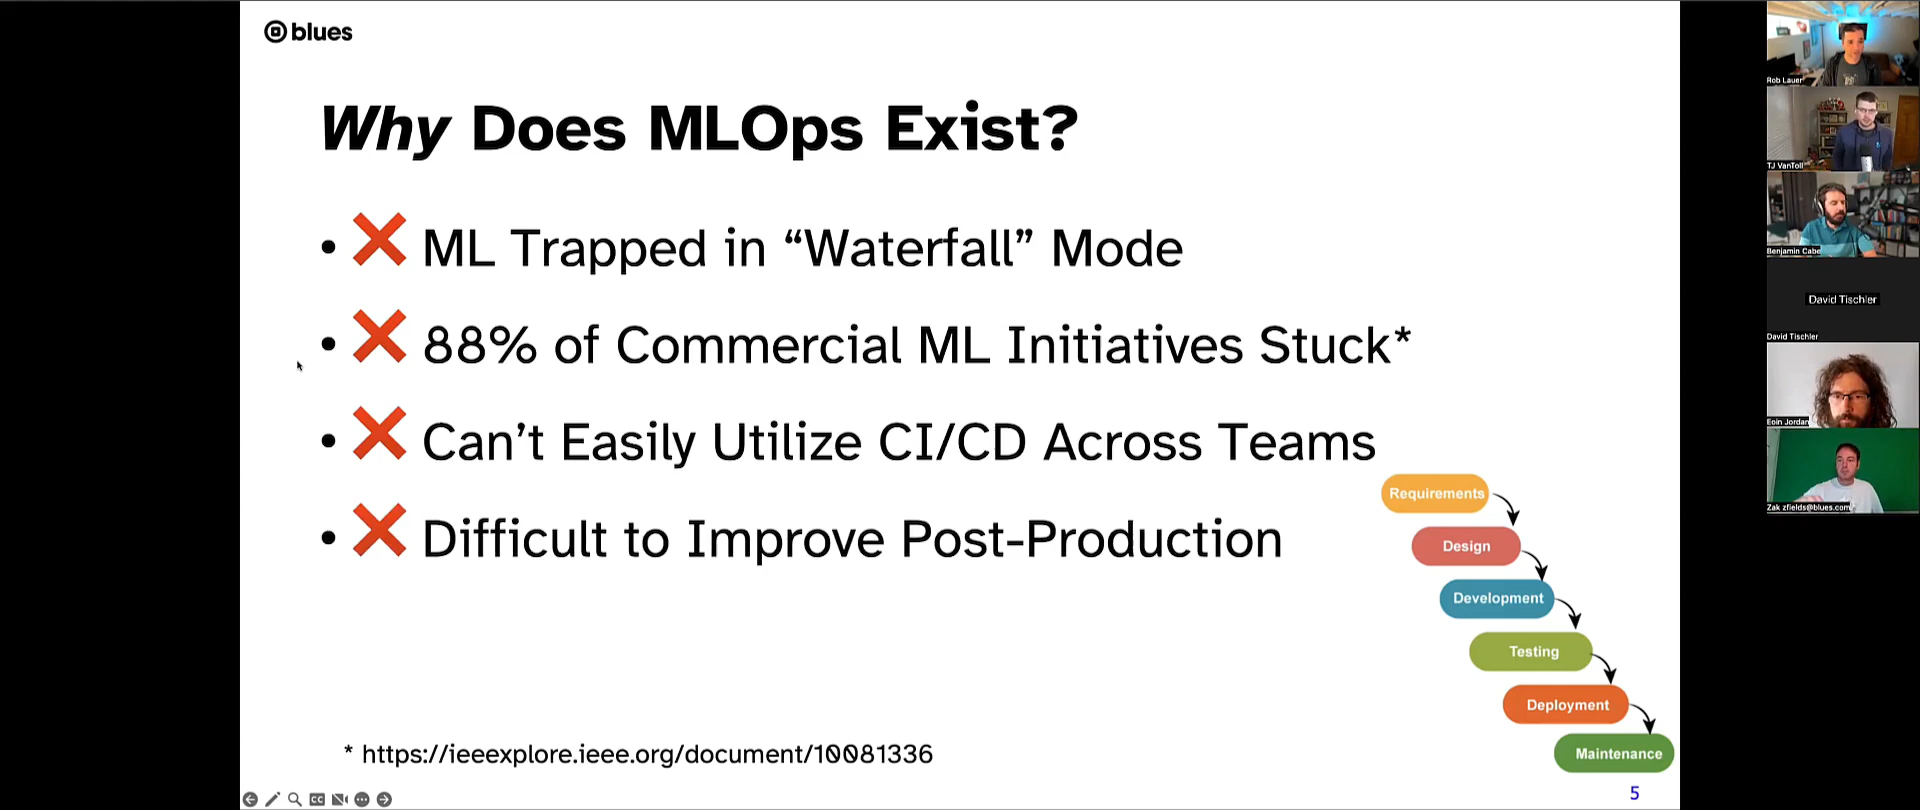 blues
Why Does MLOps Exist?
• ❌ ML Trapped in “Waterfall” Mode
• ❌ 88% of Commercial ML Initiatives Stuck*
• ❌ Can’t Easily Utilize CI/CD Across Teams
• ❌ Difficult to Improve Post-Production
Requirements
Design
Development
Testing
Deployment
Maintenance
* https://ieeexplore.ieee.org/document/10081336
CC
5
Rob Lauer
TJ VanToll
Benjamin Cabé
David Tischler
David Tischler
Eoin Jordan
Zak zfields@blues.com